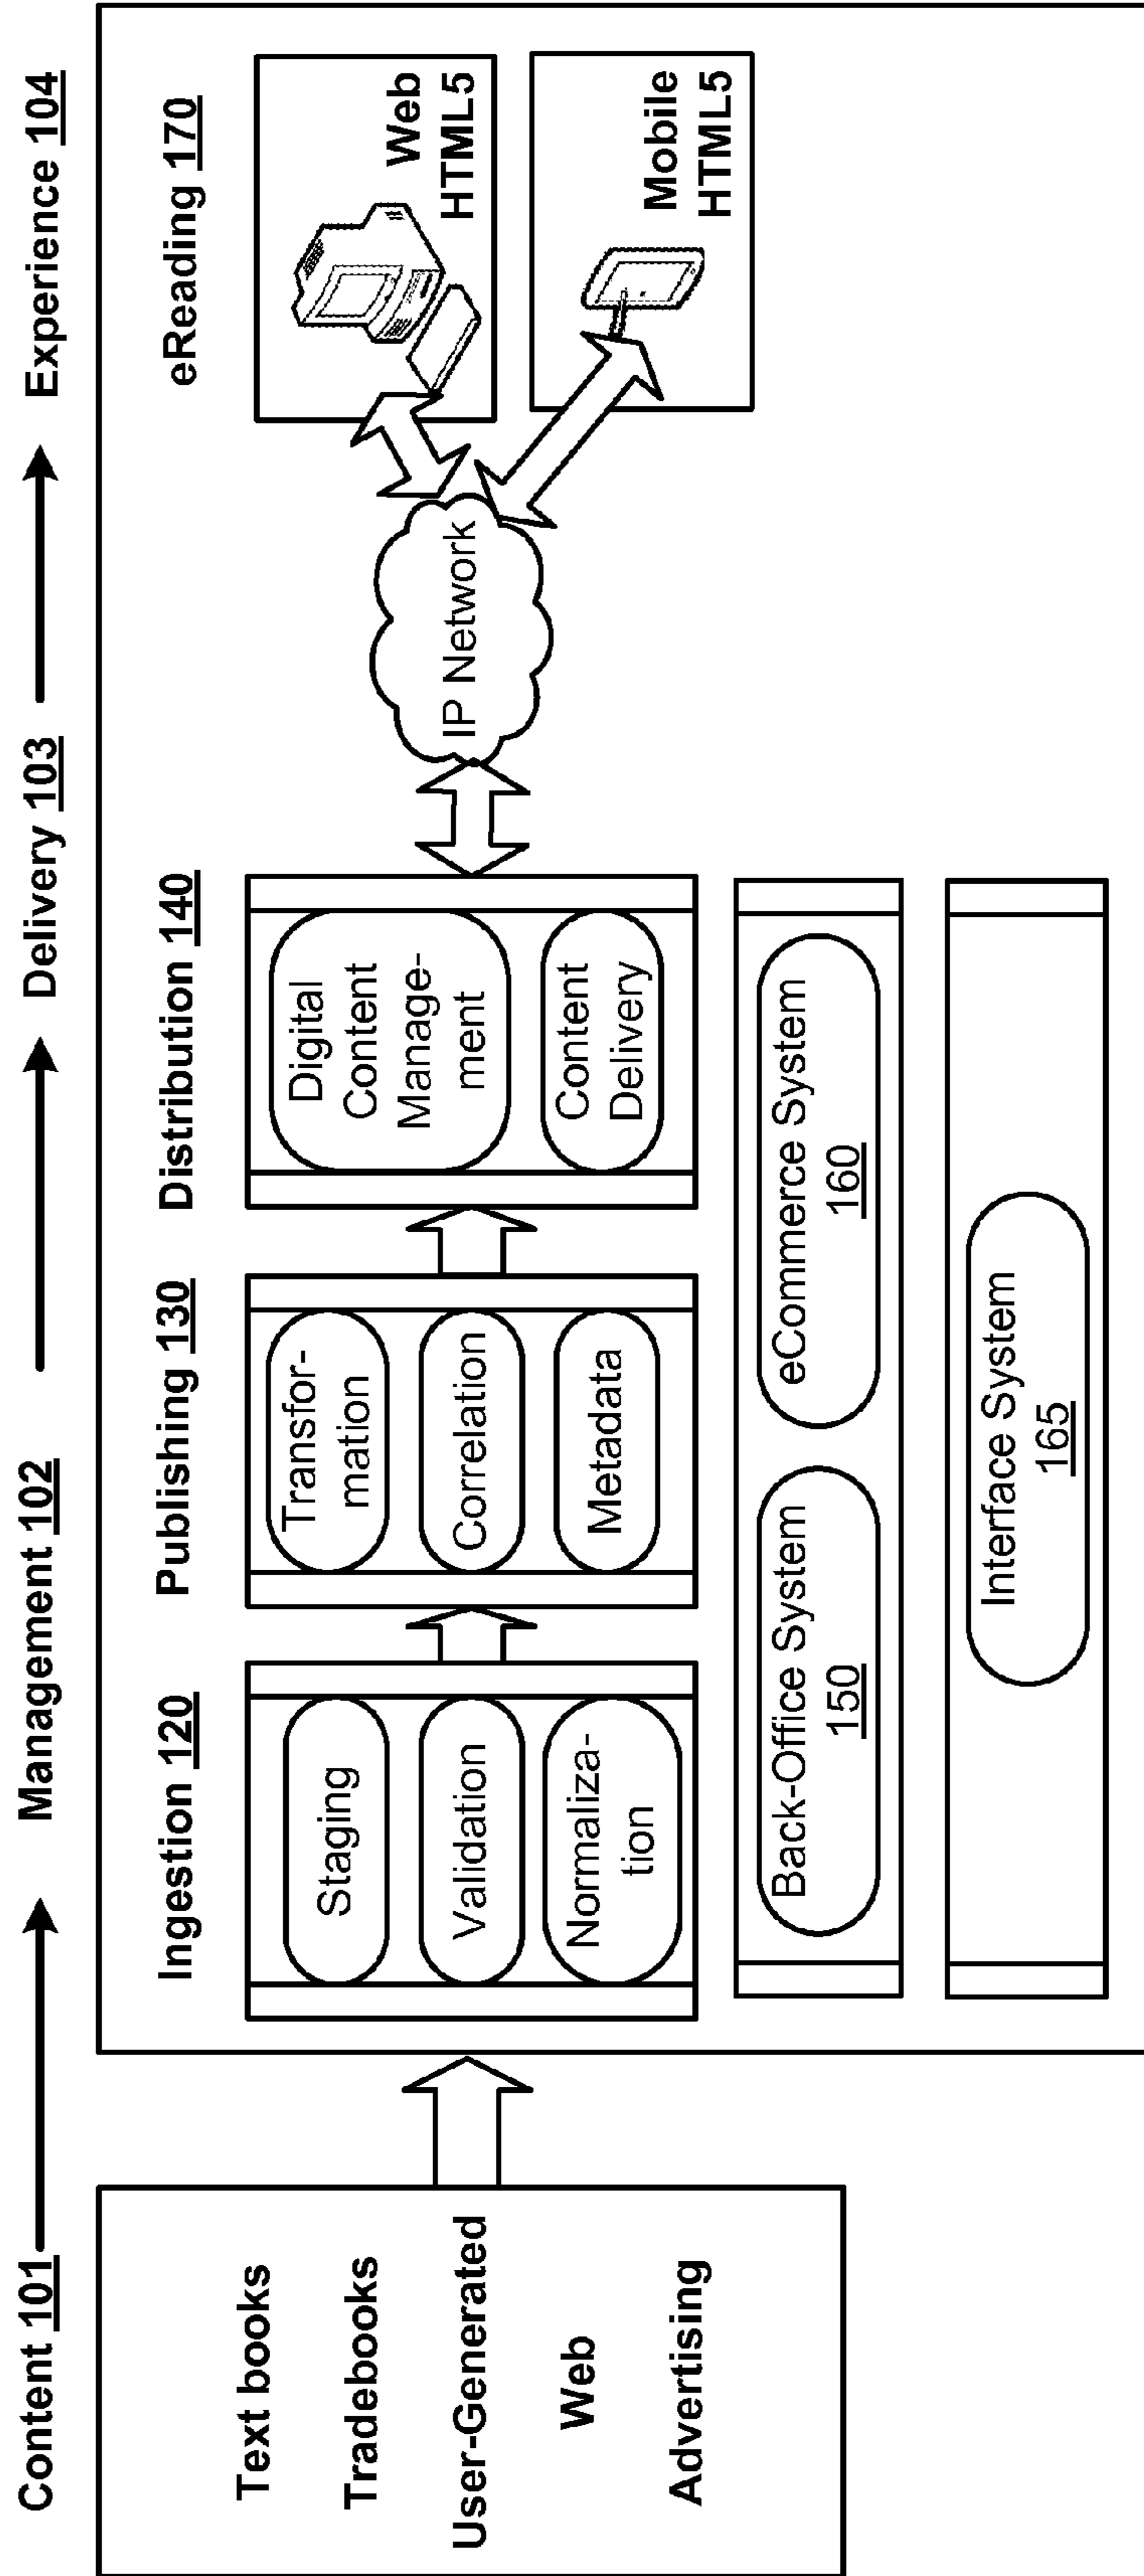 Content 101
Management 102
Delivery 103
Experience 104
Text books
Tradebooks
User-Generated
Web
Advertising
Ingestion 120
Staging
Validation
Normaliza-
tion
Publishing 130
Transfor-
mation
Correlation
Metadata
Distribution 140
Digital
Content
Manage-
ment
Content
Delivery
Back-Office System
150
eCommerce System
160
Interface System
165
IP Network
eReading 170
Web
HTML5
Mobile
HTML5